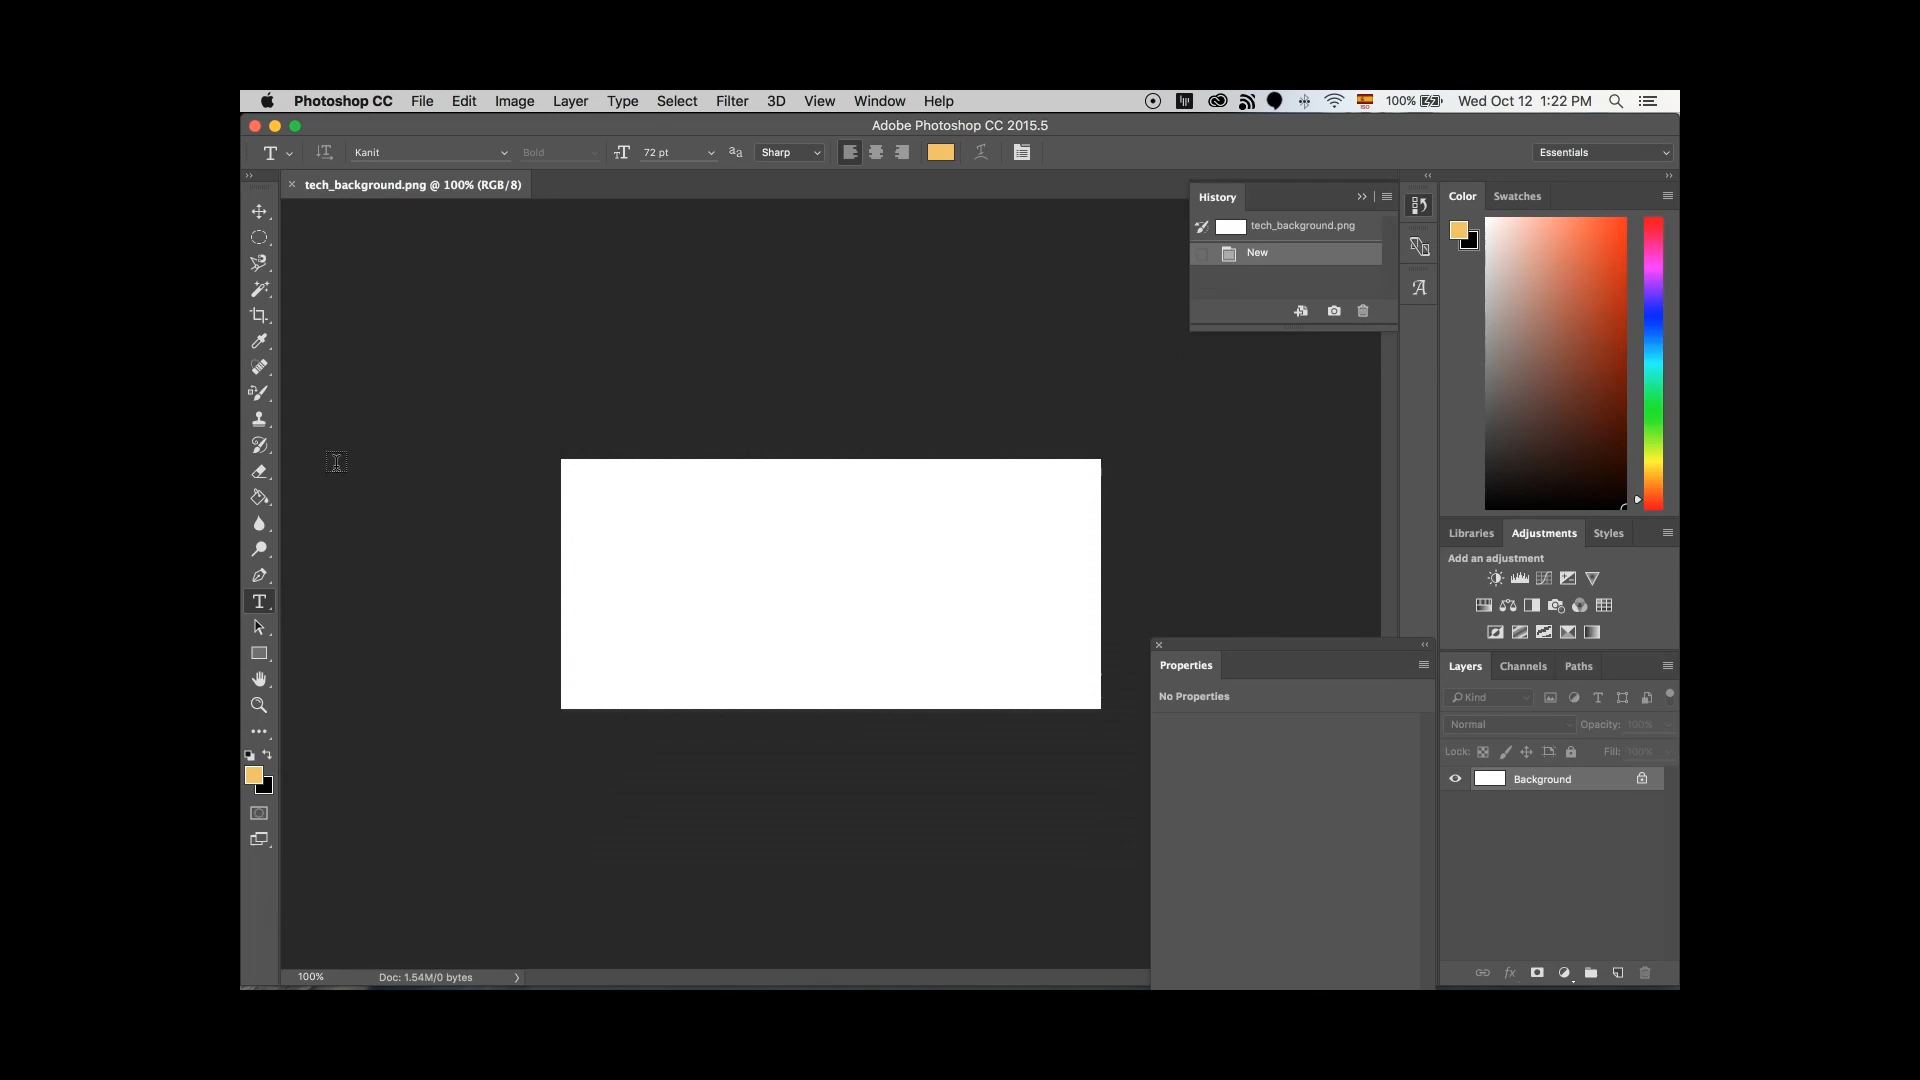 Photoshop CC File Edit Image Layer Type Select Filter 3D View Window Help 100% Wed Oct 12 1:22 PM
Adobe Photoshop CC 2015.5
Kanit Bold 72 pt Sharp Essentials
tech_background.png @ 100% (RGB/8)
History
tech_background.png
New
Color Swatches
Libraries Adjustments Styles
Add an adjustment
Properties
No Properties
Layers Channels Paths
Kind
Normal Opacity: 100%
Lock: Fill: 100%
Background
100% Doc: 1.54M/0 bytes